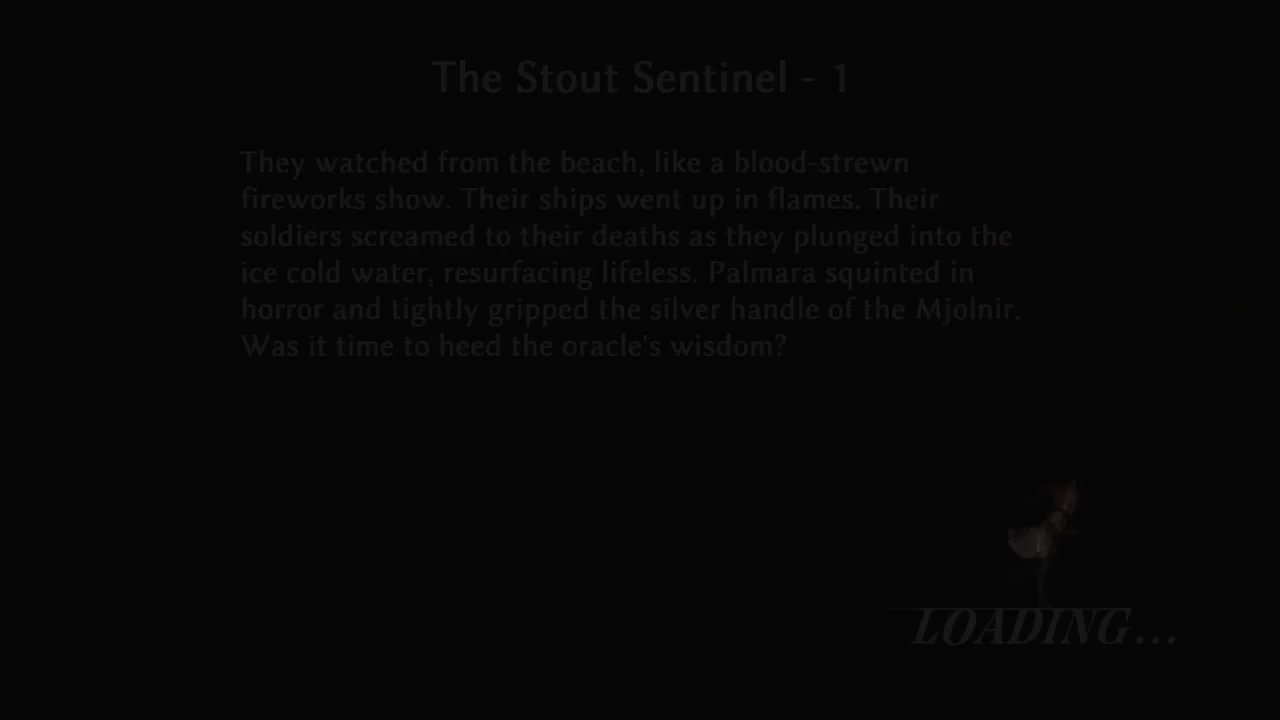 The Stout Sentinel - 1
They watched from the beach, like a blood-strewn
fireworks show. Their ships went up in flames. Their
soldiers screamed to their deaths as they plunged into the
ice cold water, resurfacing lifeless. Palmara squinted in
horror and tightly gripped the silver handle of the Mjolnir.
Was it time to heed the oracle's wisdom?
LOADING...